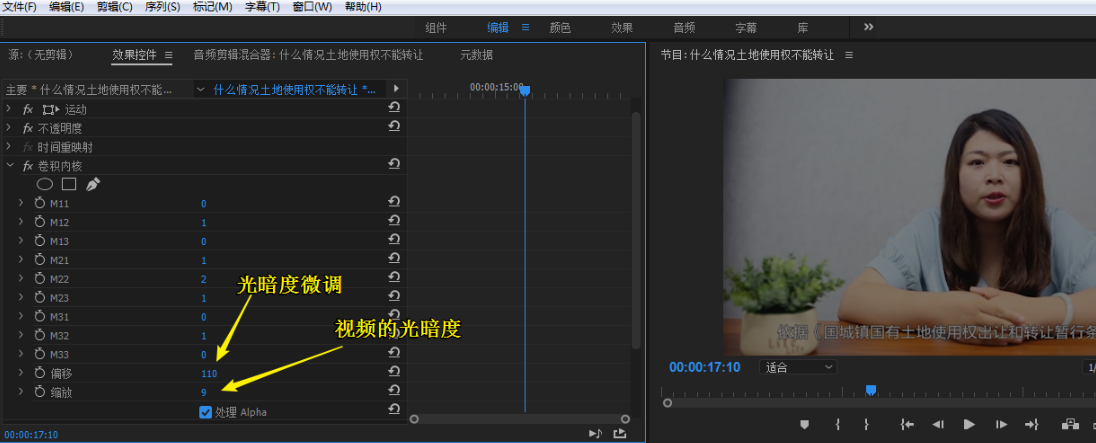 文件(F) 编辑(E) 剪辑(C) 序列(S) 标记(M) 字幕(T) 窗口(W) 帮助(H)
组件 编辑 颜色 效果 音频 字幕 库
源:（无剪辑） 效果控件 音频剪辑混合器:什么情况土地使用权不能转让 元数据
节目:什么情况土地使用权不能转让
主要 * 什么情况土地使用权不能... 什么情况土地使用权不能转让 *...
00:00:15:00
fx 运动
fx 不透明度
fx 时间重映射
fx 卷积内核
M11 0
M12 1
M13 0
M21 1
M22 2
M23 1
M31 0
M32 1
M33 0
偏移 110
缩放 9
处理 Alpha
光暗度微调
视频的光暗度
依据《国城镇国有土地使用权出让和转让暂行条
00:00:17:10 适合 1/
00:00:17:10